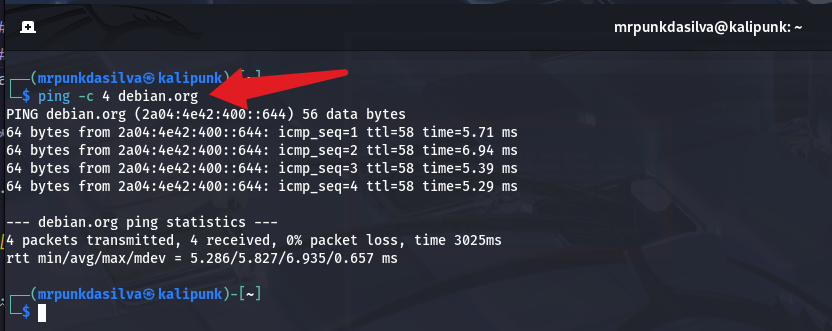 mrpunkdasilva@kalipunk: ~
┌──(mrpunkdasilva㉿kalipunk)-[~]
└─$ ping -c 4 debian.org
PING debian.org (2a04:4e42:400::644) 56 data bytes
64 bytes from 2a04:4e42:400::644: icmp_seq=1 ttl=58 time=5.71 ms
64 bytes from 2a04:4e42:400::644: icmp_seq=2 ttl=58 time=6.94 ms
64 bytes from 2a04:4e42:400::644: icmp_seq=3 ttl=58 time=5.39 ms
64 bytes from 2a04:4e42:400::644: icmp_seq=4 ttl=58 time=5.29 ms
--- debian.org ping statistics ---
4 packets transmitted, 4 received, 0% packet loss, time 3025ms
rtt min/avg/max/mdev = 5.286/5.827/6.935/0.657 ms
┌──(mrpunkdasilva㉿kalipunk)-[~]
└─$